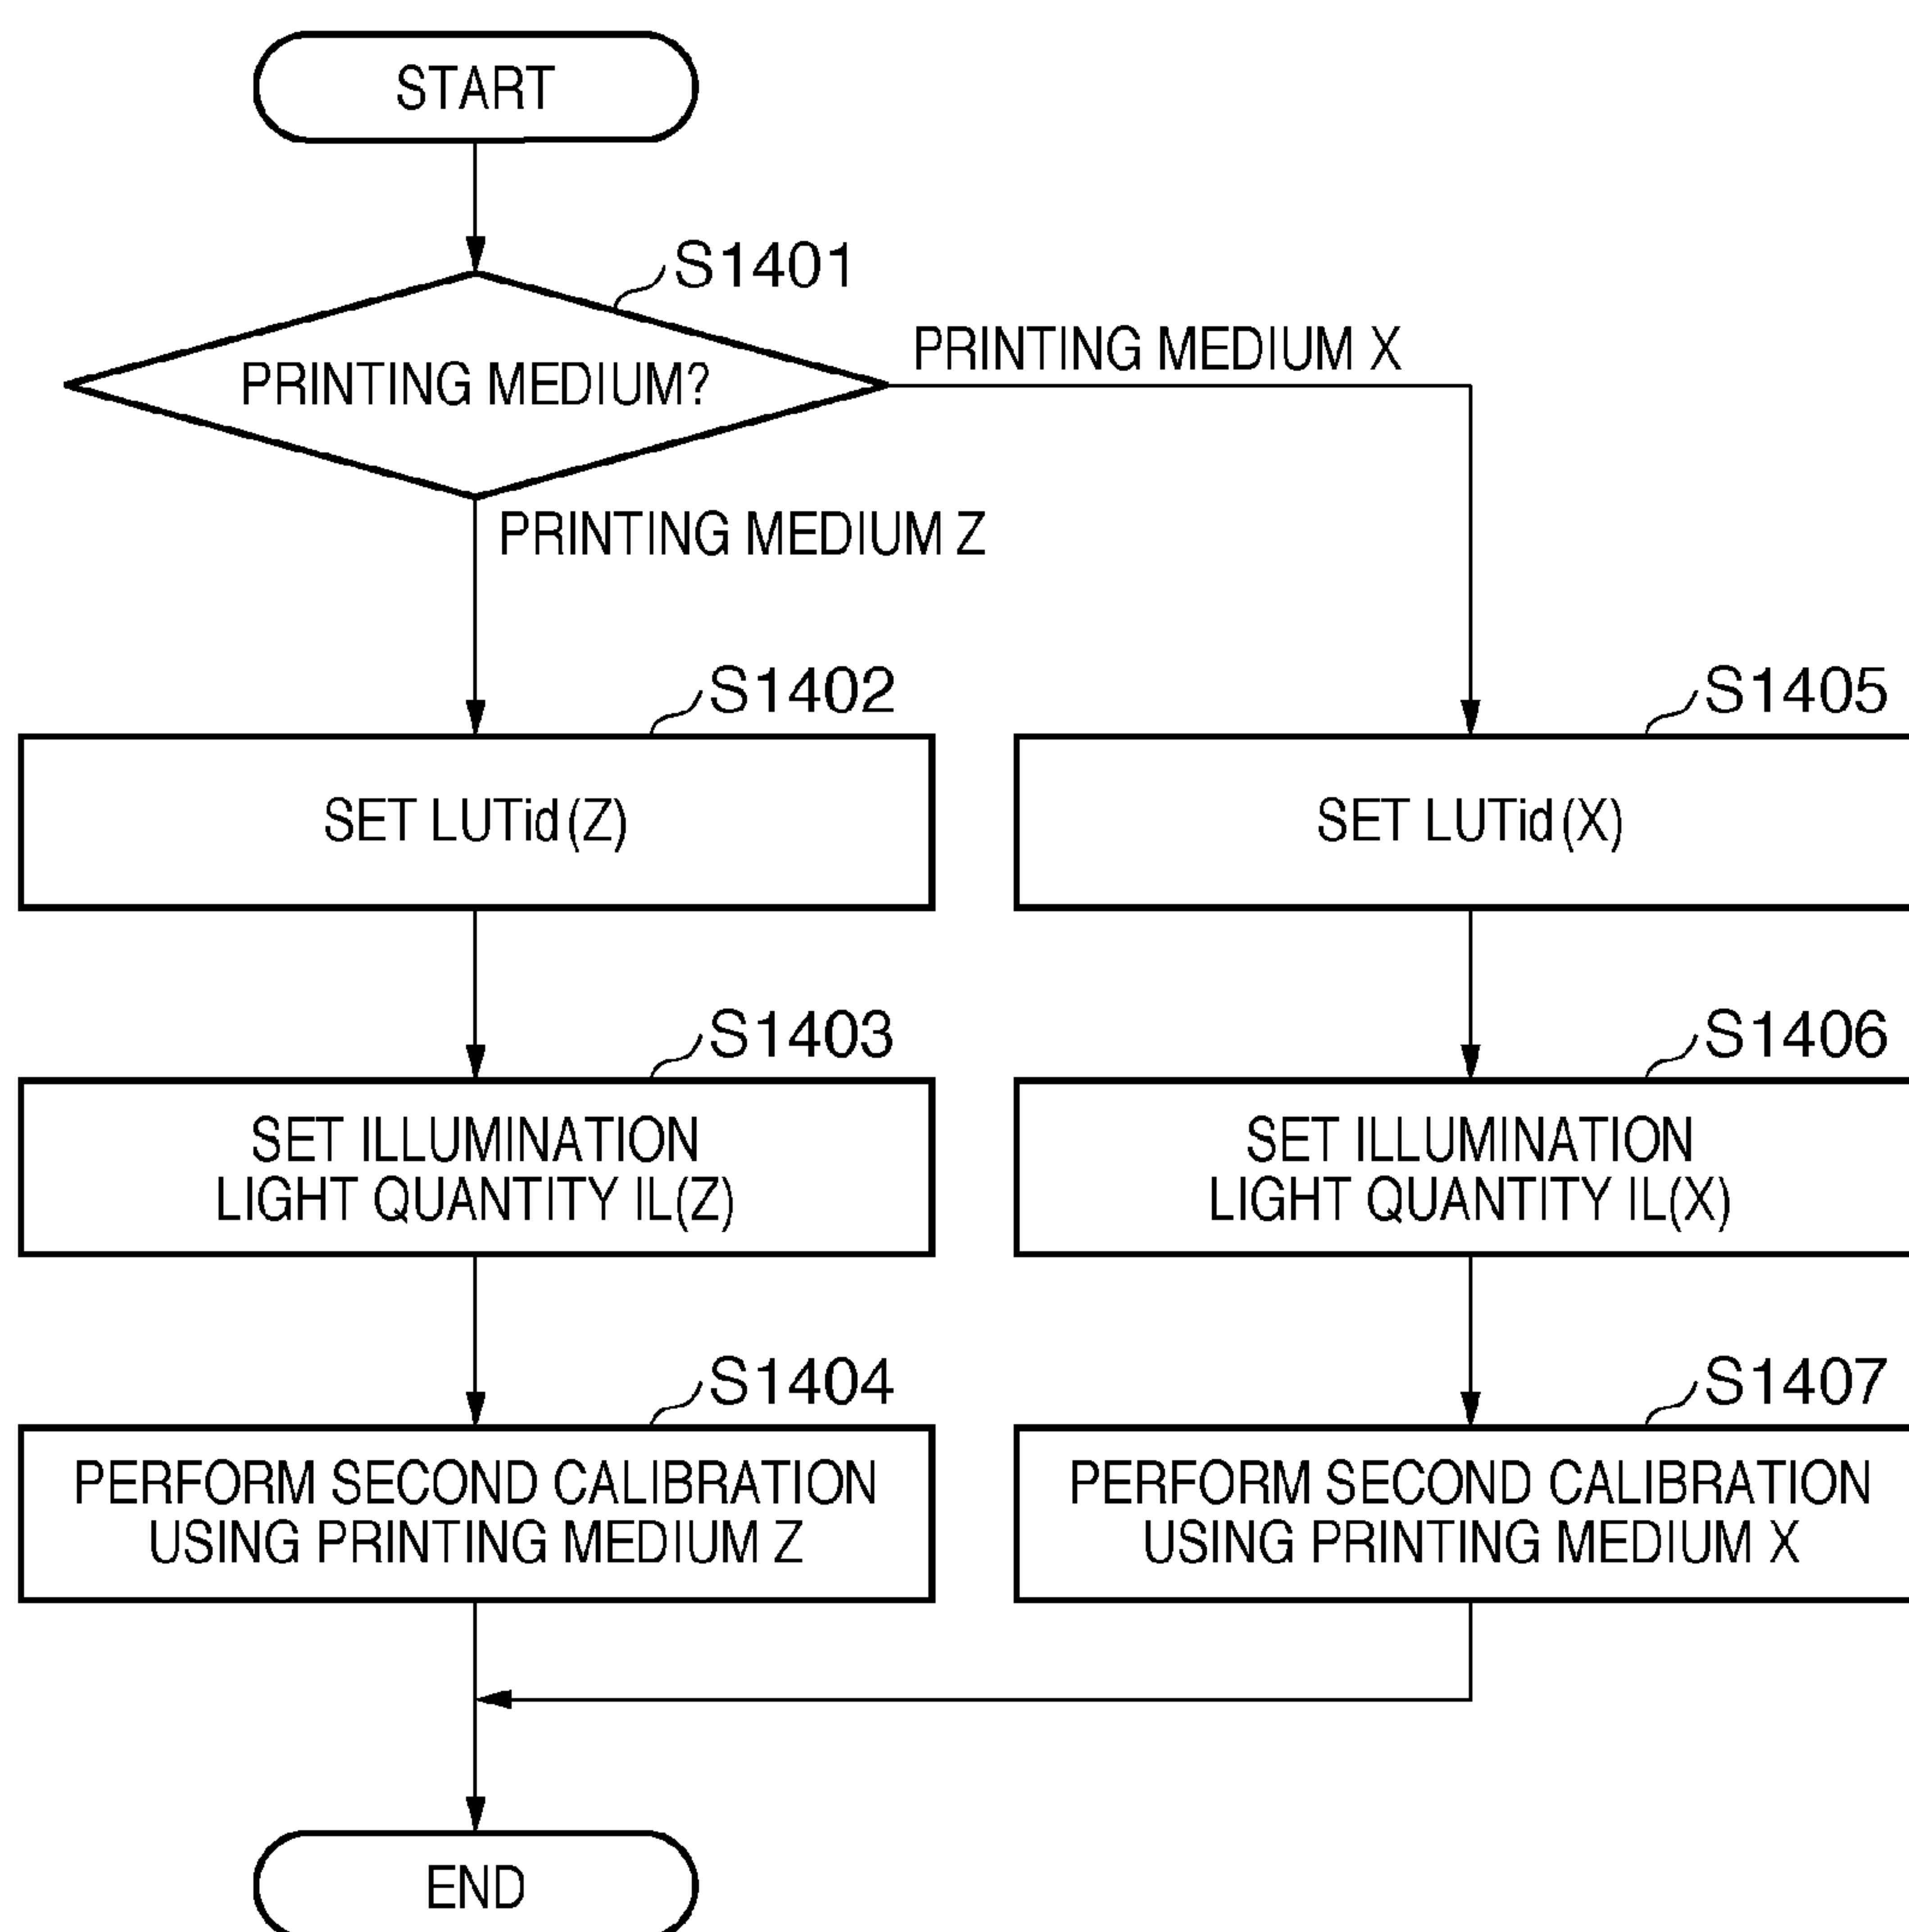 START
S1401
PRINTING MEDIUM?
PRINTING MEDIUM X
PRINTING MEDIUM Z
S1402
SET LUTid(Z)
S1403
SET ILLUMINATION
LIGHT QUANTITY IL(Z)
S1404
PERFORM SECOND CALIBRATION
USING PRINTING MEDIUM Z
S1405
SET LUTid(X)
S1406
SET ILLUMINATION
LIGHT QUANTITY IL(X)
S1407
PERFORM SECOND CALIBRATION
USING PRINTING MEDIUM X
END